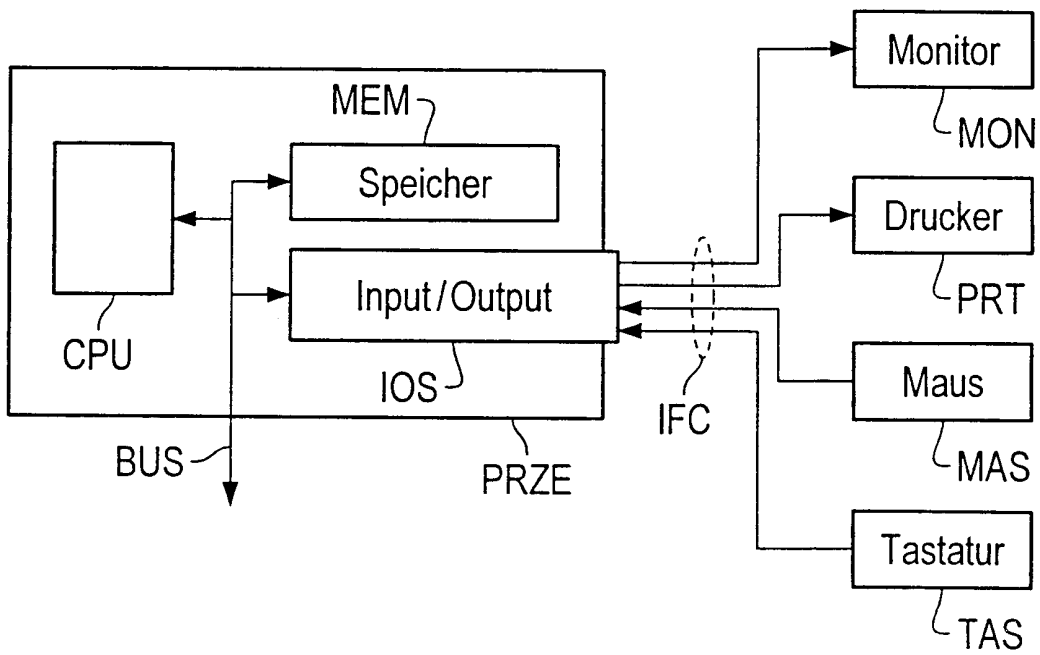 Monitor
MON
MEM
Speicher
Drucker
PRT
Input/Output
CPU
IOS
IFC
Maus
MAS
BUS
PRZE
Tastatur
TAS